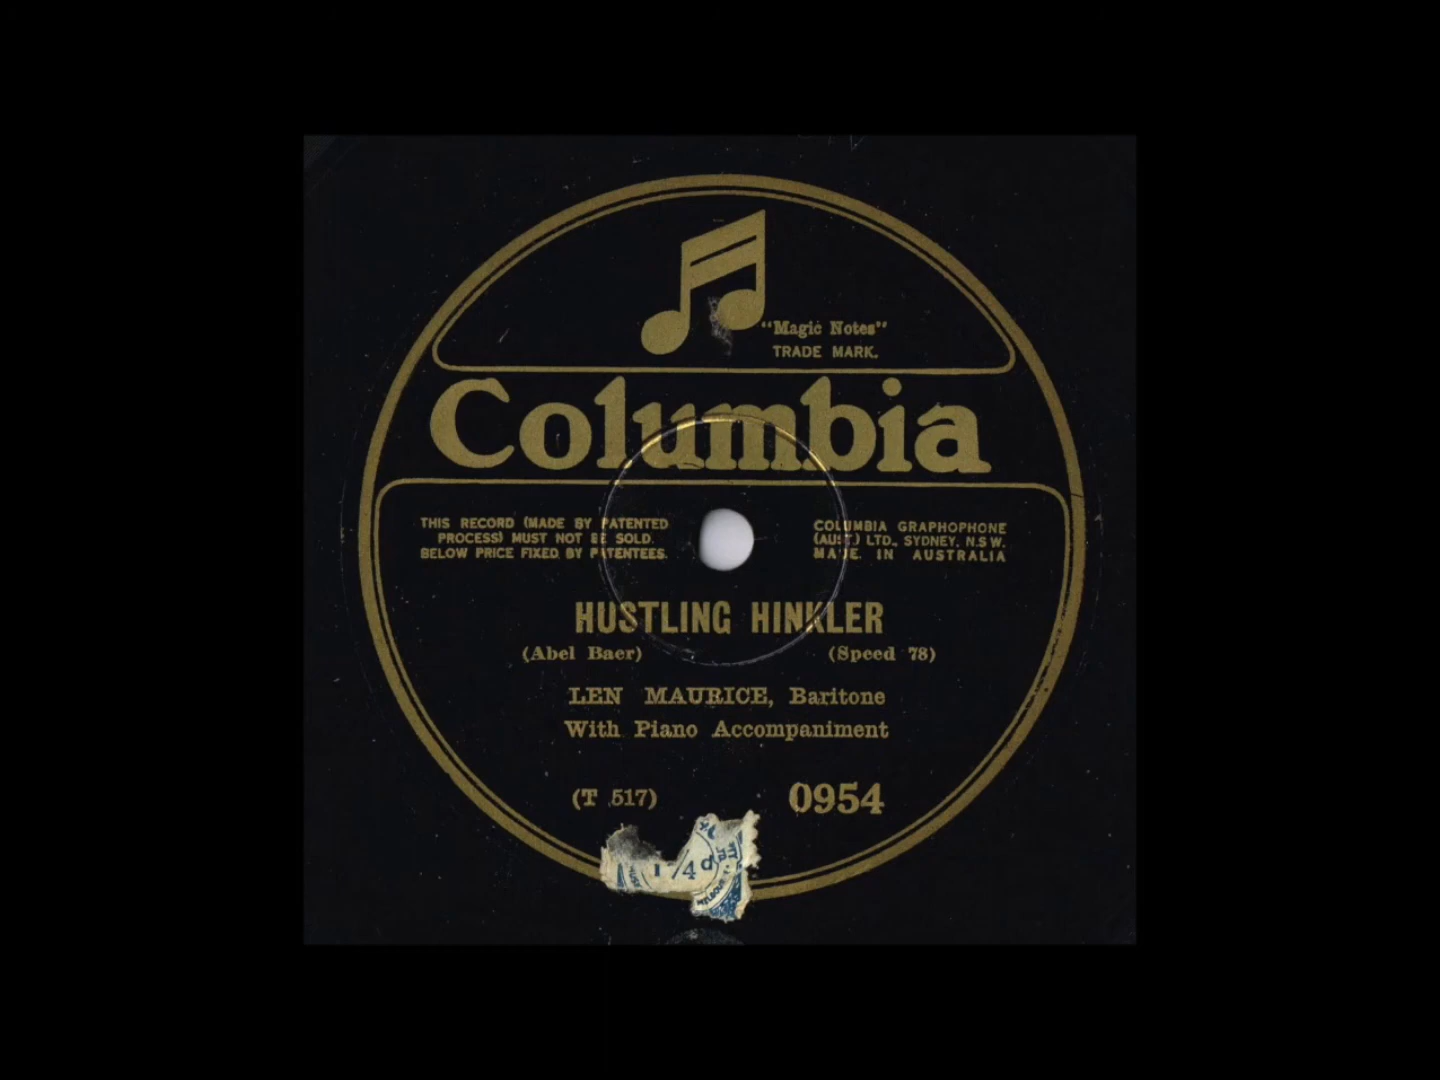 "Magic Notes"
TRADE MARK.
Columbia
THIS RECORD (MADE BY PATENTED
PROCESS) MUST NOT BE SOLD
BELOW PRICE FIXED BY PATENTEES.
COLUMBIA GRAPHOPHONE
(AUST.) LTD., SYDNEY, N.S.W.
MADE IN AUSTRALIA
HUSTLING HINKLER
(Abel Baer) (Speed 78)
LEN MAURICE, Baritone
With Piano Accompaniment
(T 517) 0954
1/4d